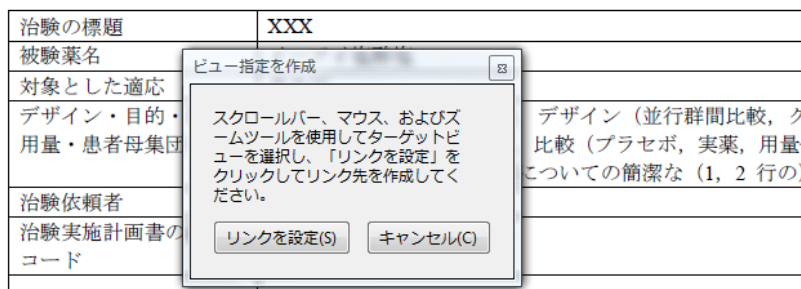 治験の標題 XXX
被験薬名
対象とした適応
デザイン・目的・ デザイン（並行群間比較，ク
用量・患者母集団 比較（プラセボ，実薬，用量
についての簡潔な（1，2 行の）
治験依頼者
治験実施計画書の
コード
ビュー指定を作成
スクロールバー、マウス、およびズ
ームツールを使用してターゲットビ
ューを選択し、「リンクを設定」を
クリックしてリンク先を作成してく
ださい。
リンクを設定(S) キャンセル(C)